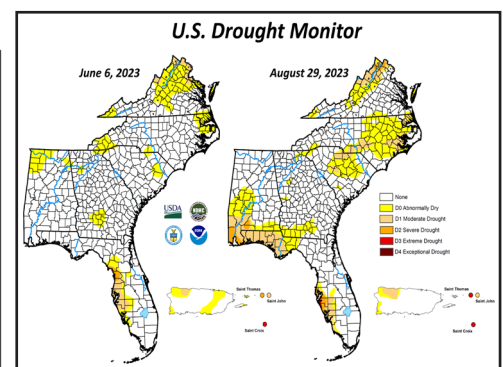 U.S. Drought Monitor
June 6, 2023
August 29, 2023
USDA
NDMC
None
D0 Abnormally Dry
D1 Moderate Drought
D2 Severe Drought
D3 Extreme Drought
D4 Exceptional Drought
Saint Thomas
Saint John
Saint Croix
Saint Thomas
Saint John
Saint Croix